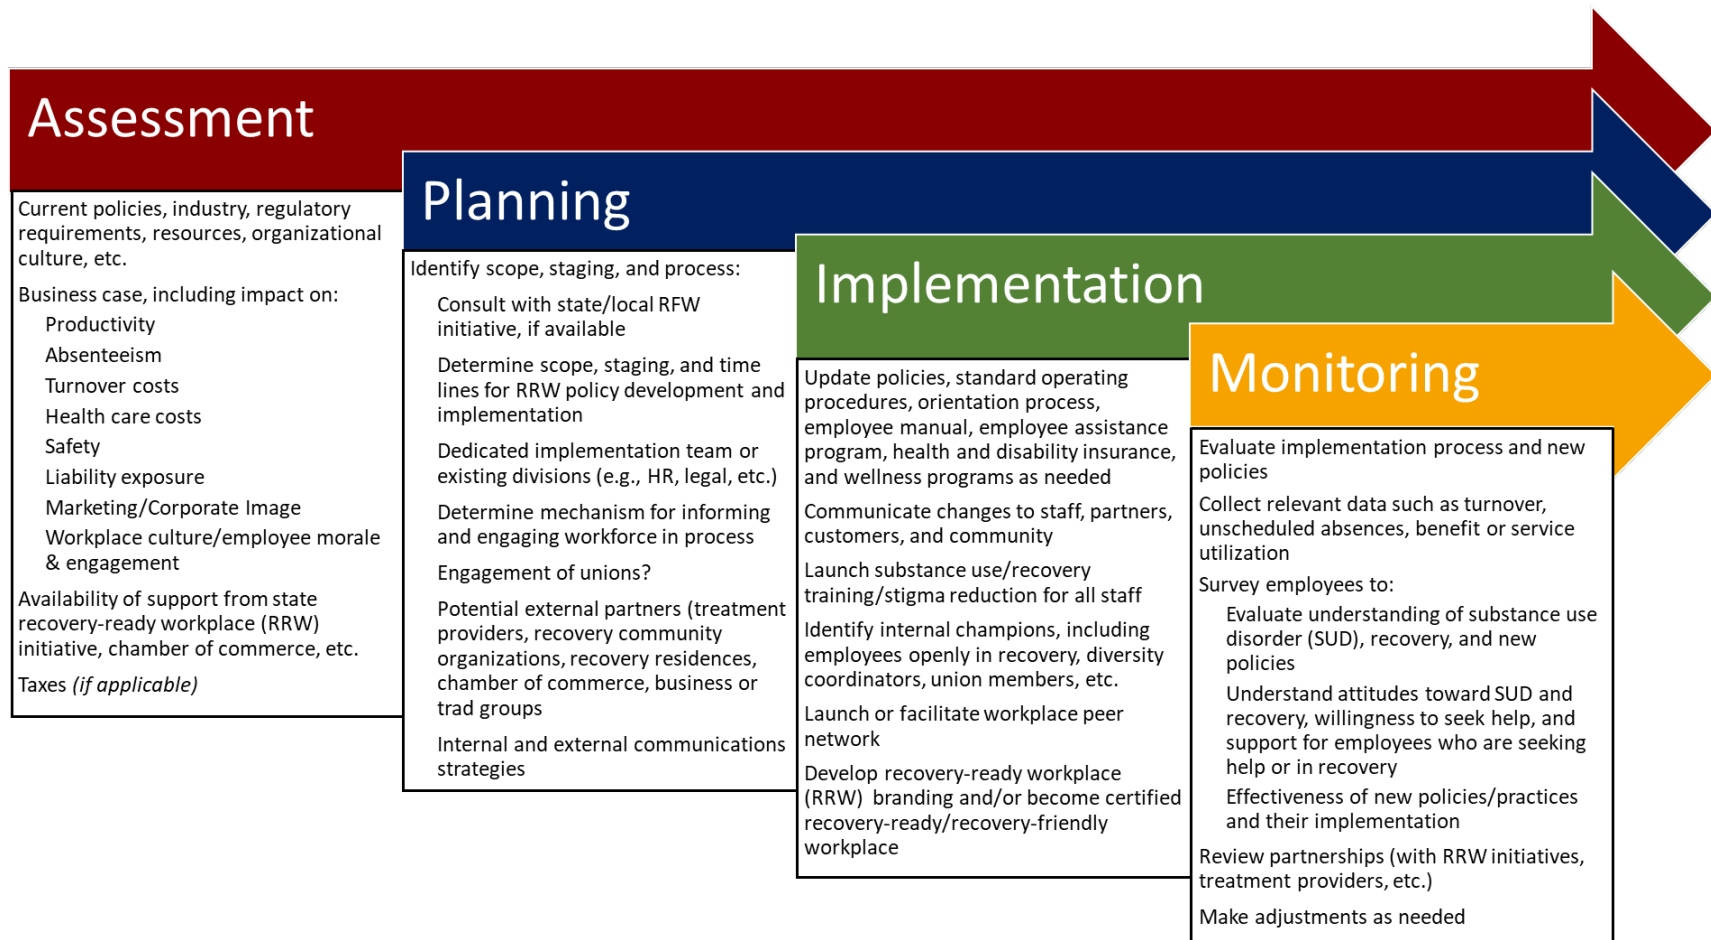 Assessment
Current policies, industry, regulatory
requirements, resources, organizational
culture, etc.
Business case, including impact on:
Productivity
Absenteeism
Turnover costs
Health care costs
Safety
Liability exposure
Marketing/Corporate Image
Workplace culture/employee morale
& engagement
Availability of support from state
recovery-ready workplace (RRW)
initiative, chamber of commerce, etc.
Taxes (if applicable)
Planning
Identify scope, staging, and process:
Consult with state/local RFW
initiative, if available
Determine scope, staging, and time
lines for RRW policy development and
implementation
Dedicated implementation team or
existing divisions (e.g., HR, legal, etc.)
Determine mechanism for informing
and engaging workforce in process
Engagement of unions?
Potential external partners (treatment
providers, recovery community
organizations, recovery residences,
chamber of commerce, business or
trad groups
Internal and external communications
strategies
Implementation
Update policies, standard operating
procedures, orientation process,
employee manual, employee assistance
program, health and disability insurance,
and wellness programs as needed
Communicate changes to staff, partners,
customers, and community
Launch substance use/recovery
training/stigma reduction for all staff
Identify internal champions, including
employees openly in recovery, diversity
coordinators, union members, etc.
Launch or facilitate workplace peer
network
Develop recovery-ready workplace
(RRW) branding and/or become certified
recovery-ready/recovery-friendly
workplace
Monitoring
Evaluate implementation process and new
policies
Collect relevant data such as turnover,
unscheduled absences, benefit or service
utilization
Survey employees to:
Evaluate understanding of substance use
disorder (SUD), recovery, and new
policies
Understand attitudes toward SUD and
recovery, willingness to seek help, and
support for employees who are seeking
help or in recovery
Effectiveness of new policies/practices
and their implementation
Review partnerships (with RRW initiatives,
treatment providers, etc.)
Make adjustments as needed